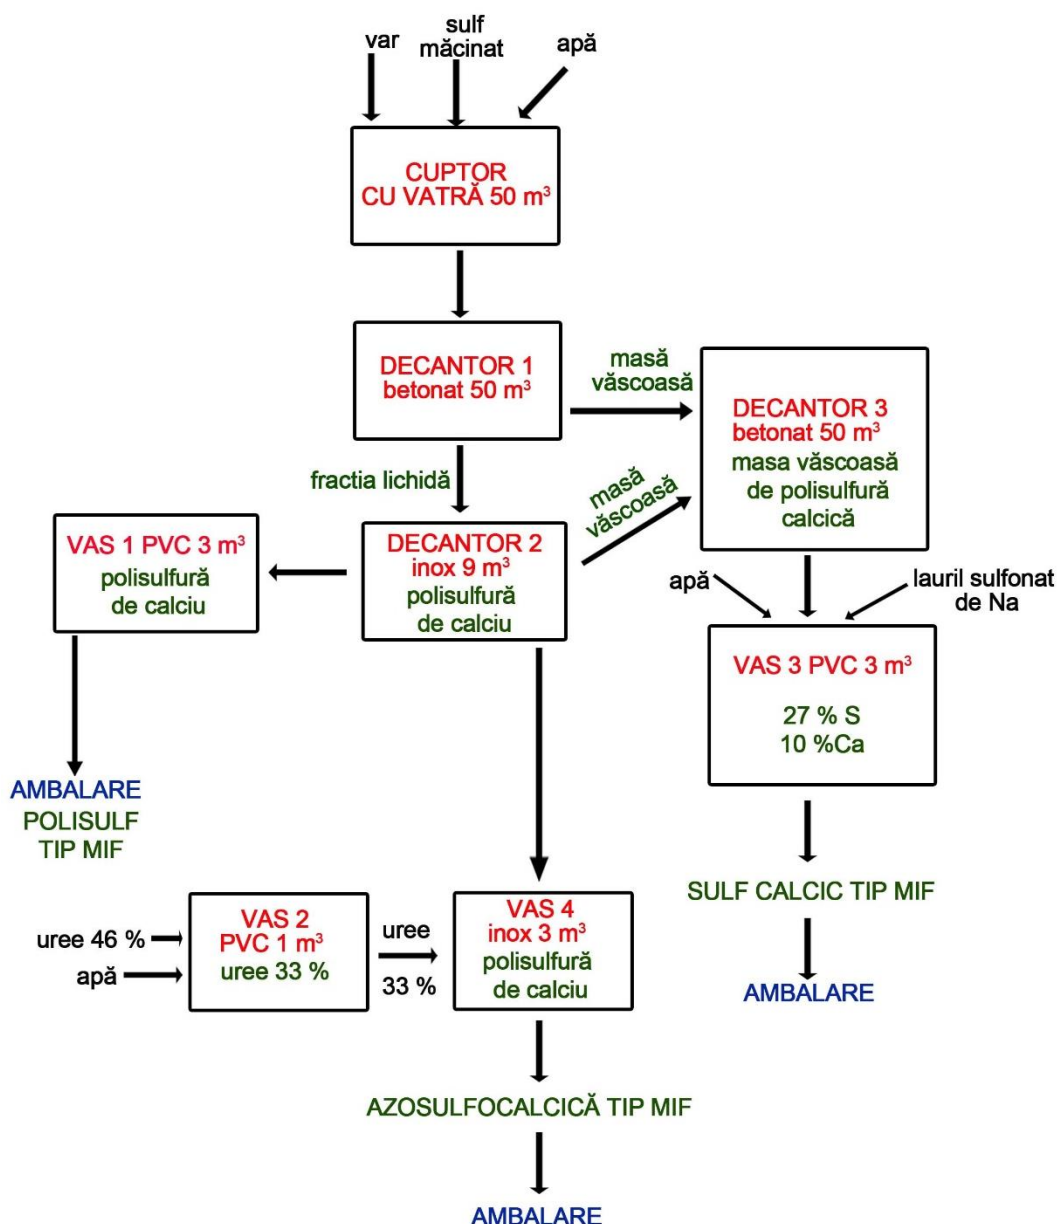 var
sulf
măcinat
apă
CUPTOR
CU VATRĂ 50 m³
DECANTOR 1
betonat 50 m³
masă
văscoasă
DECANTOR 3
betonat 50 m³
masa văscoasă
de polisulfură
calcică
fractia lichidă
masă
văscoasă
VAS 1 PVC 3 m³
polisulfură
de calciu
DECANTOR 2
inox 9 m³
polisulfură
de calciu
apă
lauril sulfonat
de Na
VAS 3 PVC 3 m³
27 % S
10 %Ca
AMBALARE
POLISULF
TIP MIF
SULF CALCIC TIP MIF
AMBALARE
uree 46 %
apă
VAS 2
PVC 1 m³
uree 33 %
uree
33 %
VAS 4
inox 3 m³
polisulfură
de calciu
AZOSULFOCALCICĂ TIP MIF
AMBALARE